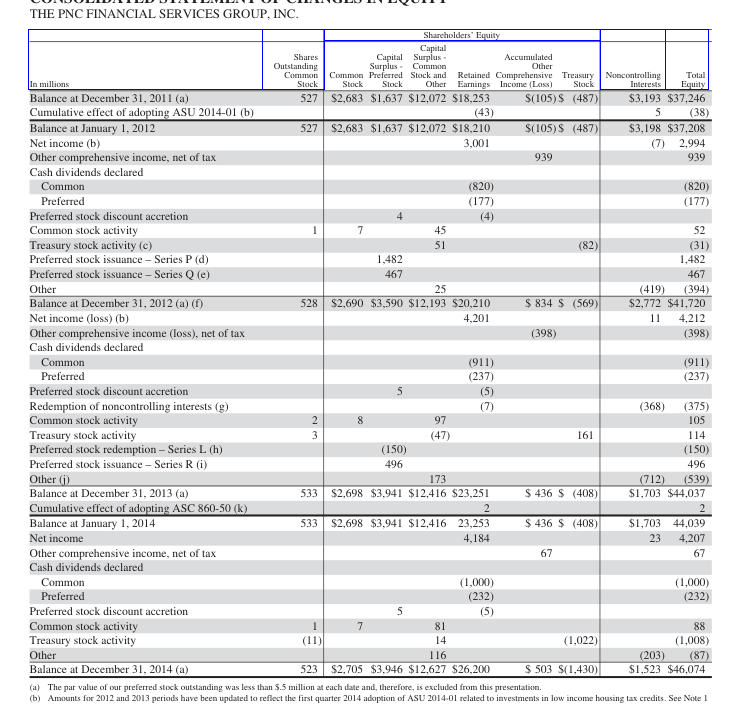 CONSOLIDATED STATEMENT OF CHANGES IN EQUITY
THE PNC FINANCIAL SERVICES GROUP, INC.
Shareholders' Equity
In millions Shares Outstanding Common Stock Common Stock Capital Surplus - Preferred Stock Capital Surplus - Common Stock and Other Retained Earnings Accumulated Other Comprehensive Income (Loss) Treasury Stock Noncontrolling Interests Total Equity
Balance at December 31, 2011 (a) 527 $2,683 $1,637 $12,072 $18,253 $(105) $ (487) $3,193 $37,246
Cumulative effect of adopting ASU 2014-01 (b) (43) 5 (38)
Balance at January 1, 2012 527 $2,683 $1,637 $12,072 $18,210 $(105) $ (487) $3,198 $37,208
Net income (b) 3,001 (7) 2,994
Other comprehensive income, net of tax 939 939
Cash dividends declared
Common (820) (820)
Preferred (177) (177)
Preferred stock discount accretion 4 (4)
Common stock activity 1 7 45 52
Treasury stock activity (c) 51 (82) (31)
Preferred stock issuance – Series P (d) 1,482 1,482
Preferred stock issuance – Series Q (e) 467 467
Other 25 (419) (394)
Balance at December 31, 2012 (a) (f) 528 $2,690 $3,590 $12,193 $20,210 $ 834 $ (569) $2,772 $41,720
Net income (loss) (b) 4,201 11 4,212
Other comprehensive income (loss), net of tax (398) (398)
Cash dividends declared
Common (911) (911)
Preferred (237) (237)
Preferred stock discount accretion 5 (5)
Redemption of noncontrolling interests (g) (7) (368) (375)
Common stock activity 2 8 97 105
Treasury stock activity 3 (47) 161 114
Preferred stock redemption – Series L (h) (150) (150)
Preferred stock issuance – Series R (i) 496 496
Other (j) 173 (712) (539)
Balance at December 31, 2013 (a) 533 $2,698 $3,941 $12,416 $23,251 $ 436 $ (408) $1,703 $44,037
Cumulative effect of adopting ASC 860-50 (k) 2 2
Balance at January 1, 2014 533 $2,698 $3,941 $12,416 23,253 $ 436 $ (408) $1,703 44,039
Net income 4,184 23 4,207
Other comprehensive income, net of tax 67 67
Cash dividends declared
Common (1,000) (1,000)
Preferred (232) (232)
Preferred stock discount accretion 5 (5)
Common stock activity 1 7 81 88
Treasury stock activity (11) 14 (1,022) (1,008)
Other 116 (203) (87)
Balance at December 31, 2014 (a) 523 $2,705 $3,946 $12,627 $26,200 $ 503 $(1,430) $1,523 $46,074
(a) The par value of our preferred stock outstanding was less than $.5 million at each date and, therefore, is excluded from this presentation.
(b) Amounts for 2012 and 2013 periods have been updated to reflect the first quarter 2014 adoption of ASU 2014-01 related to investments in low income housing tax credits. See Note 1